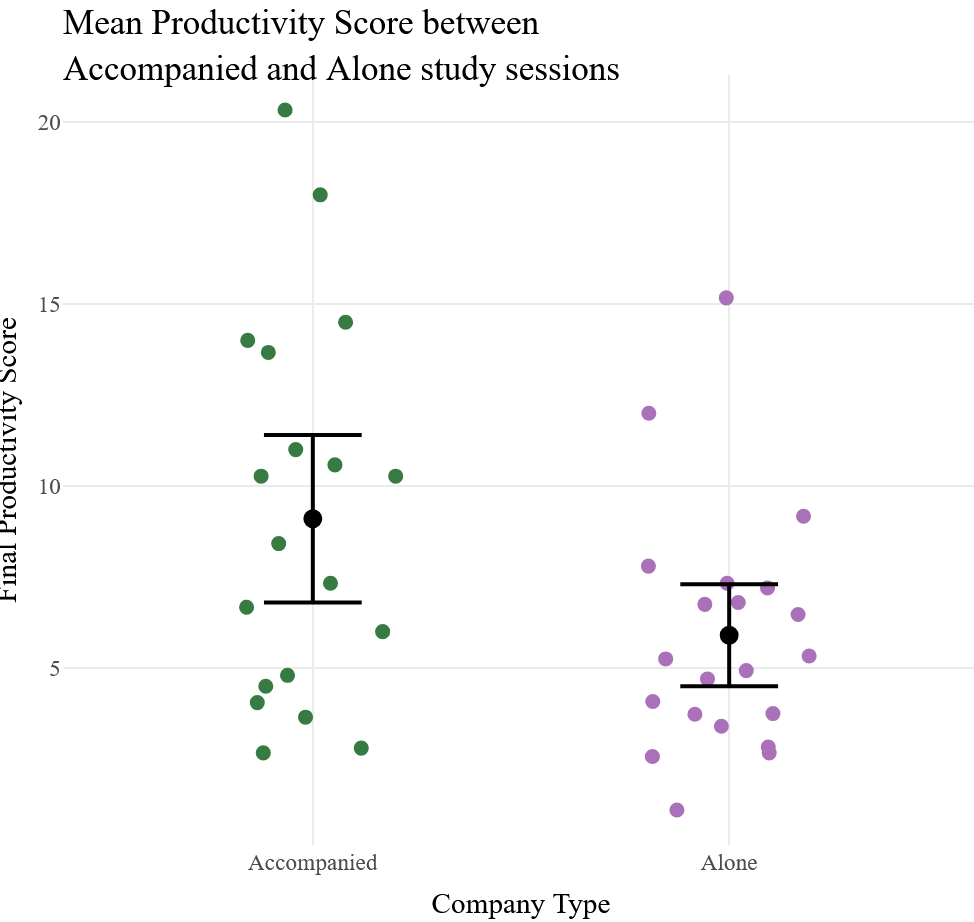 Mean Productivity Score between
Accompanied and Alone study sessions
Final Productivity Score
20
15
10
5
Accompanied
Alone
Company Type